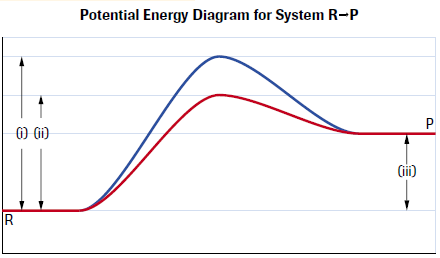 Potential Energy Diagram for System R→P
(i) (ii)
P
(iii)
R